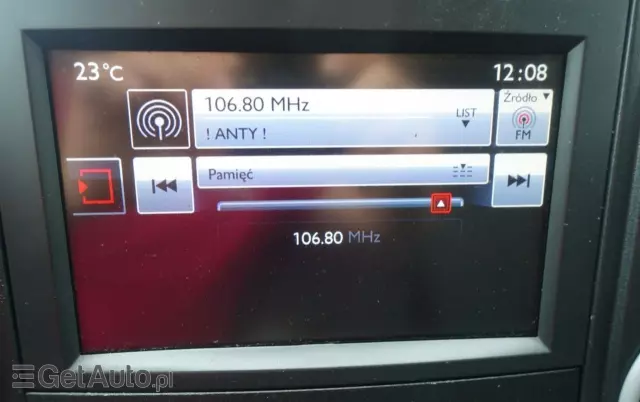 23°C
12:08
106.80 MHz
LIST
Źródło
! ANTY !
FM
Pamięć
106.80 MHz
GetAuto.pl